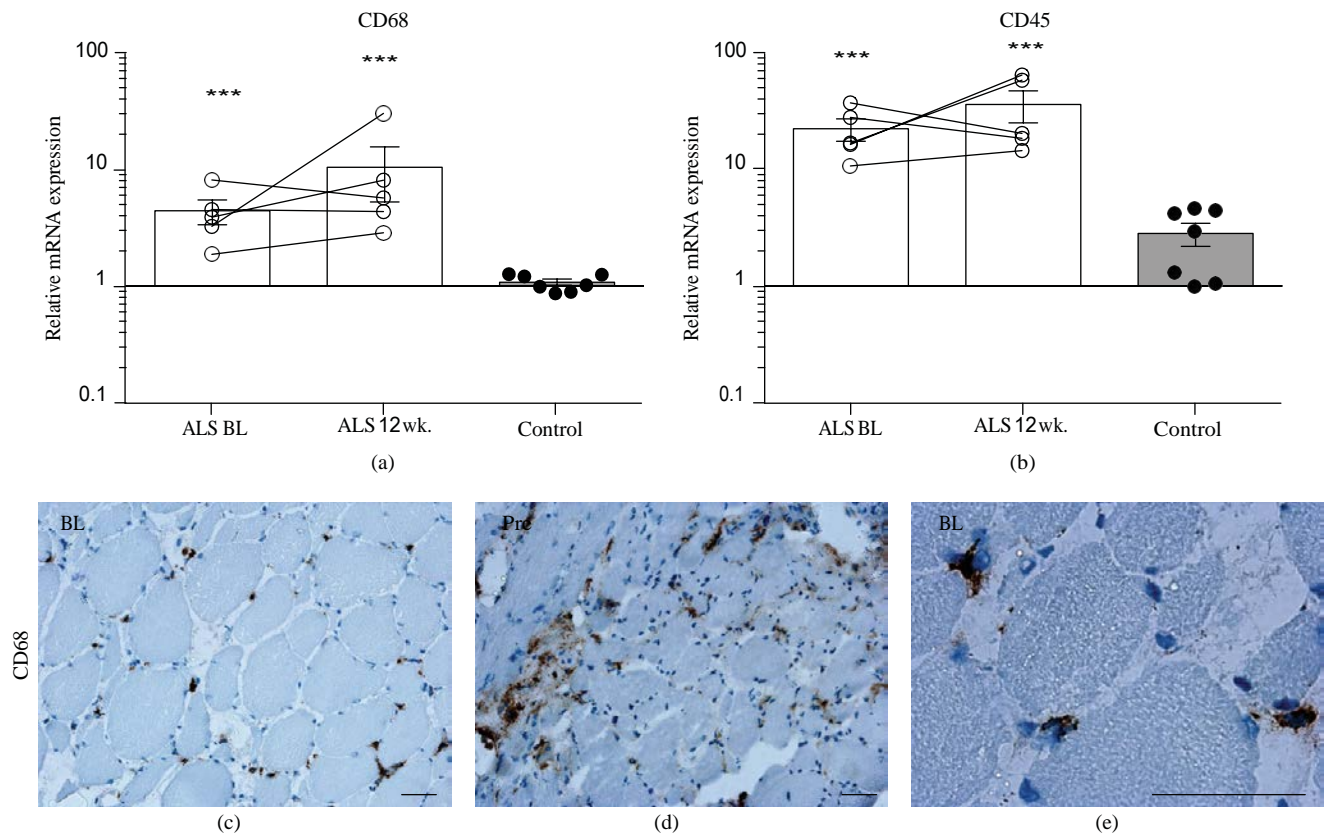 CD68
100
10
1
0.1
Relative mRNA expression
***
***
ALS BL
ALS 12 wk.
Control
(a)
CD45
100
10
1
0.1
Relative mRNA expression
***
***
ALS BL
ALS 12 wk.
Control
(b)
CD68
BL
Pre
BL
(c)
(d)
(e)